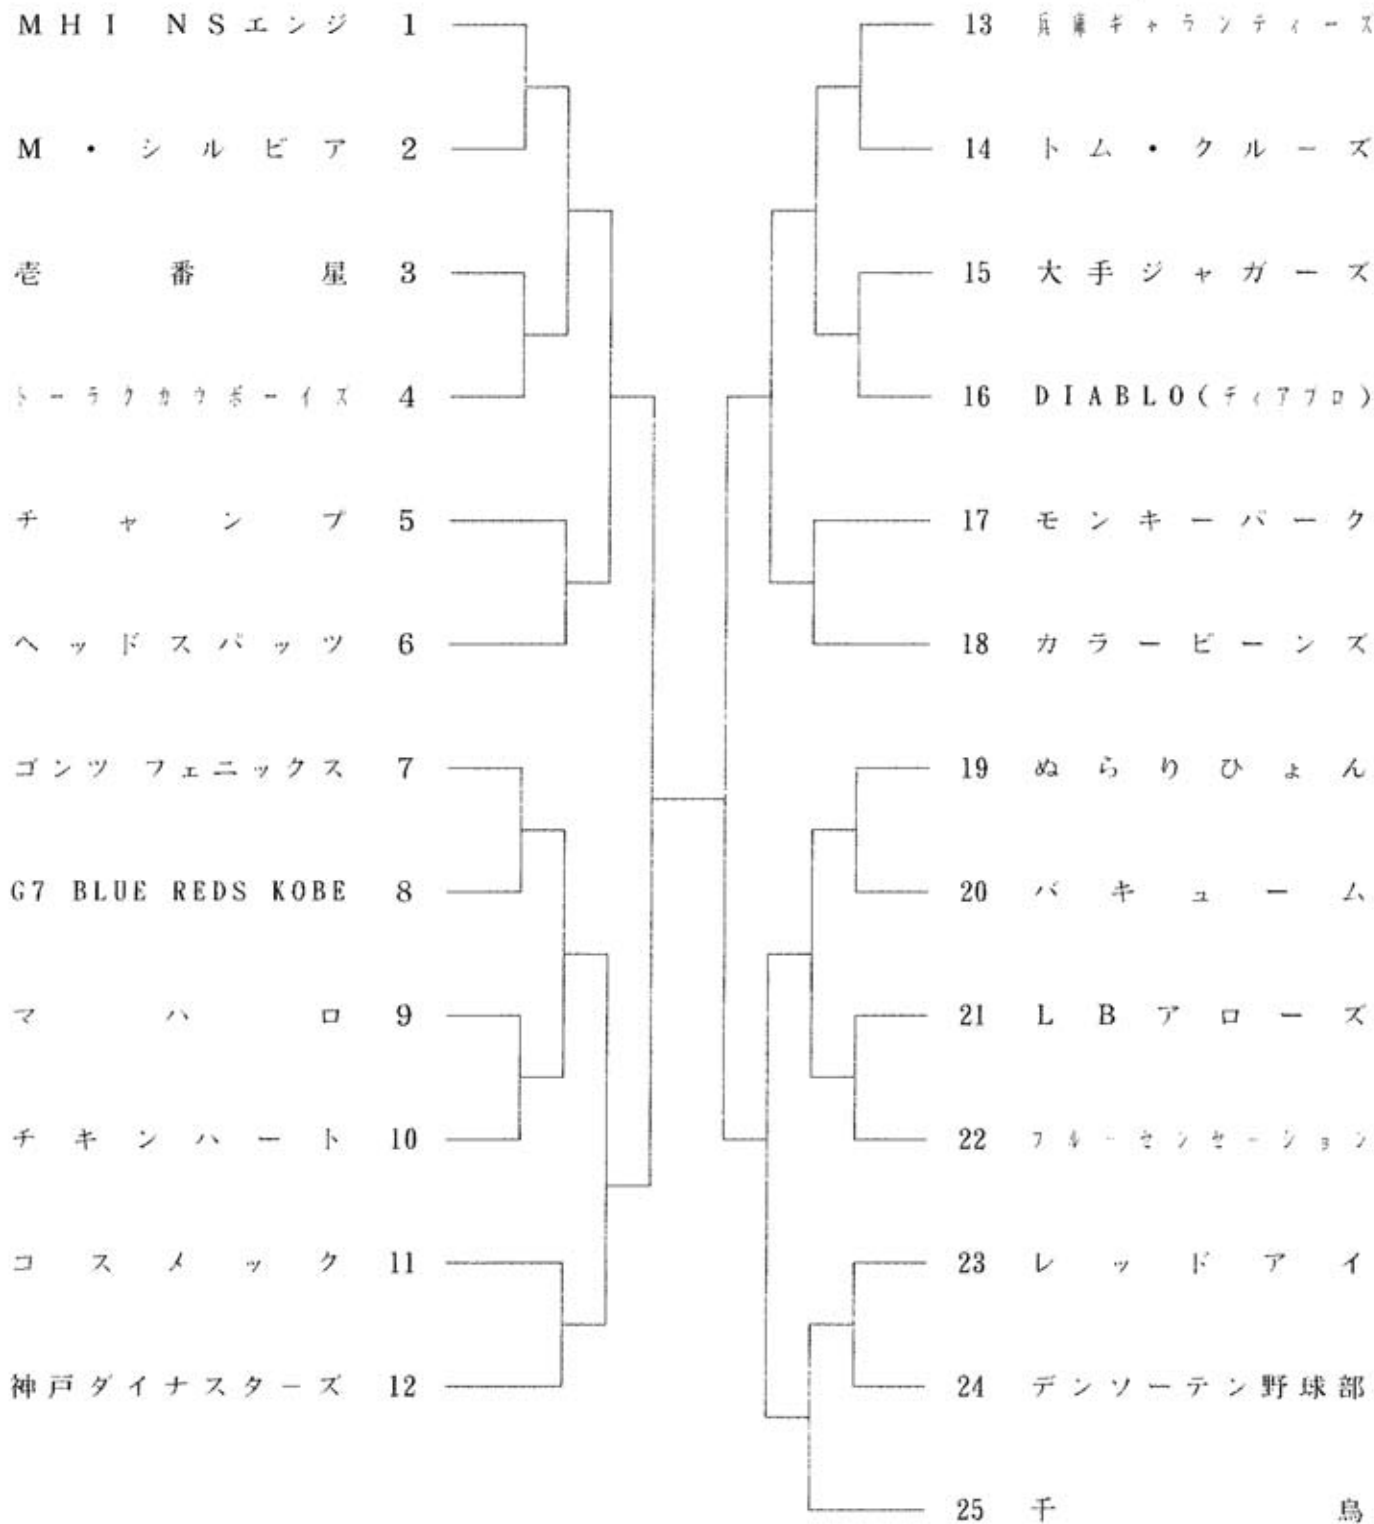 MHI NSエンジ 1
M・シルビア 2
壱番星 3
トーラクカウボーイズ 4
チャンプ 5
ヘッドスパッツ 6
ゴンツ フェニックス 7
G7 BLUE REDS KOBE 8
マハロ 9
チキンハート 10
コスメック 11
神戸ダイナスターズ 12
13 兵庫ギャランティーズ
14 トム・クルーズ
15 大手ジャガーズ
16 DIABLO(ディアブロ)
17 モンキーパーク
18 カラービーンズ
19 ぬらりひょん
20 バキューム
21 LBアローズ
22 フルーセンセーション
23 レッドアイ
24 デンソーテン野球部
25 千鳥